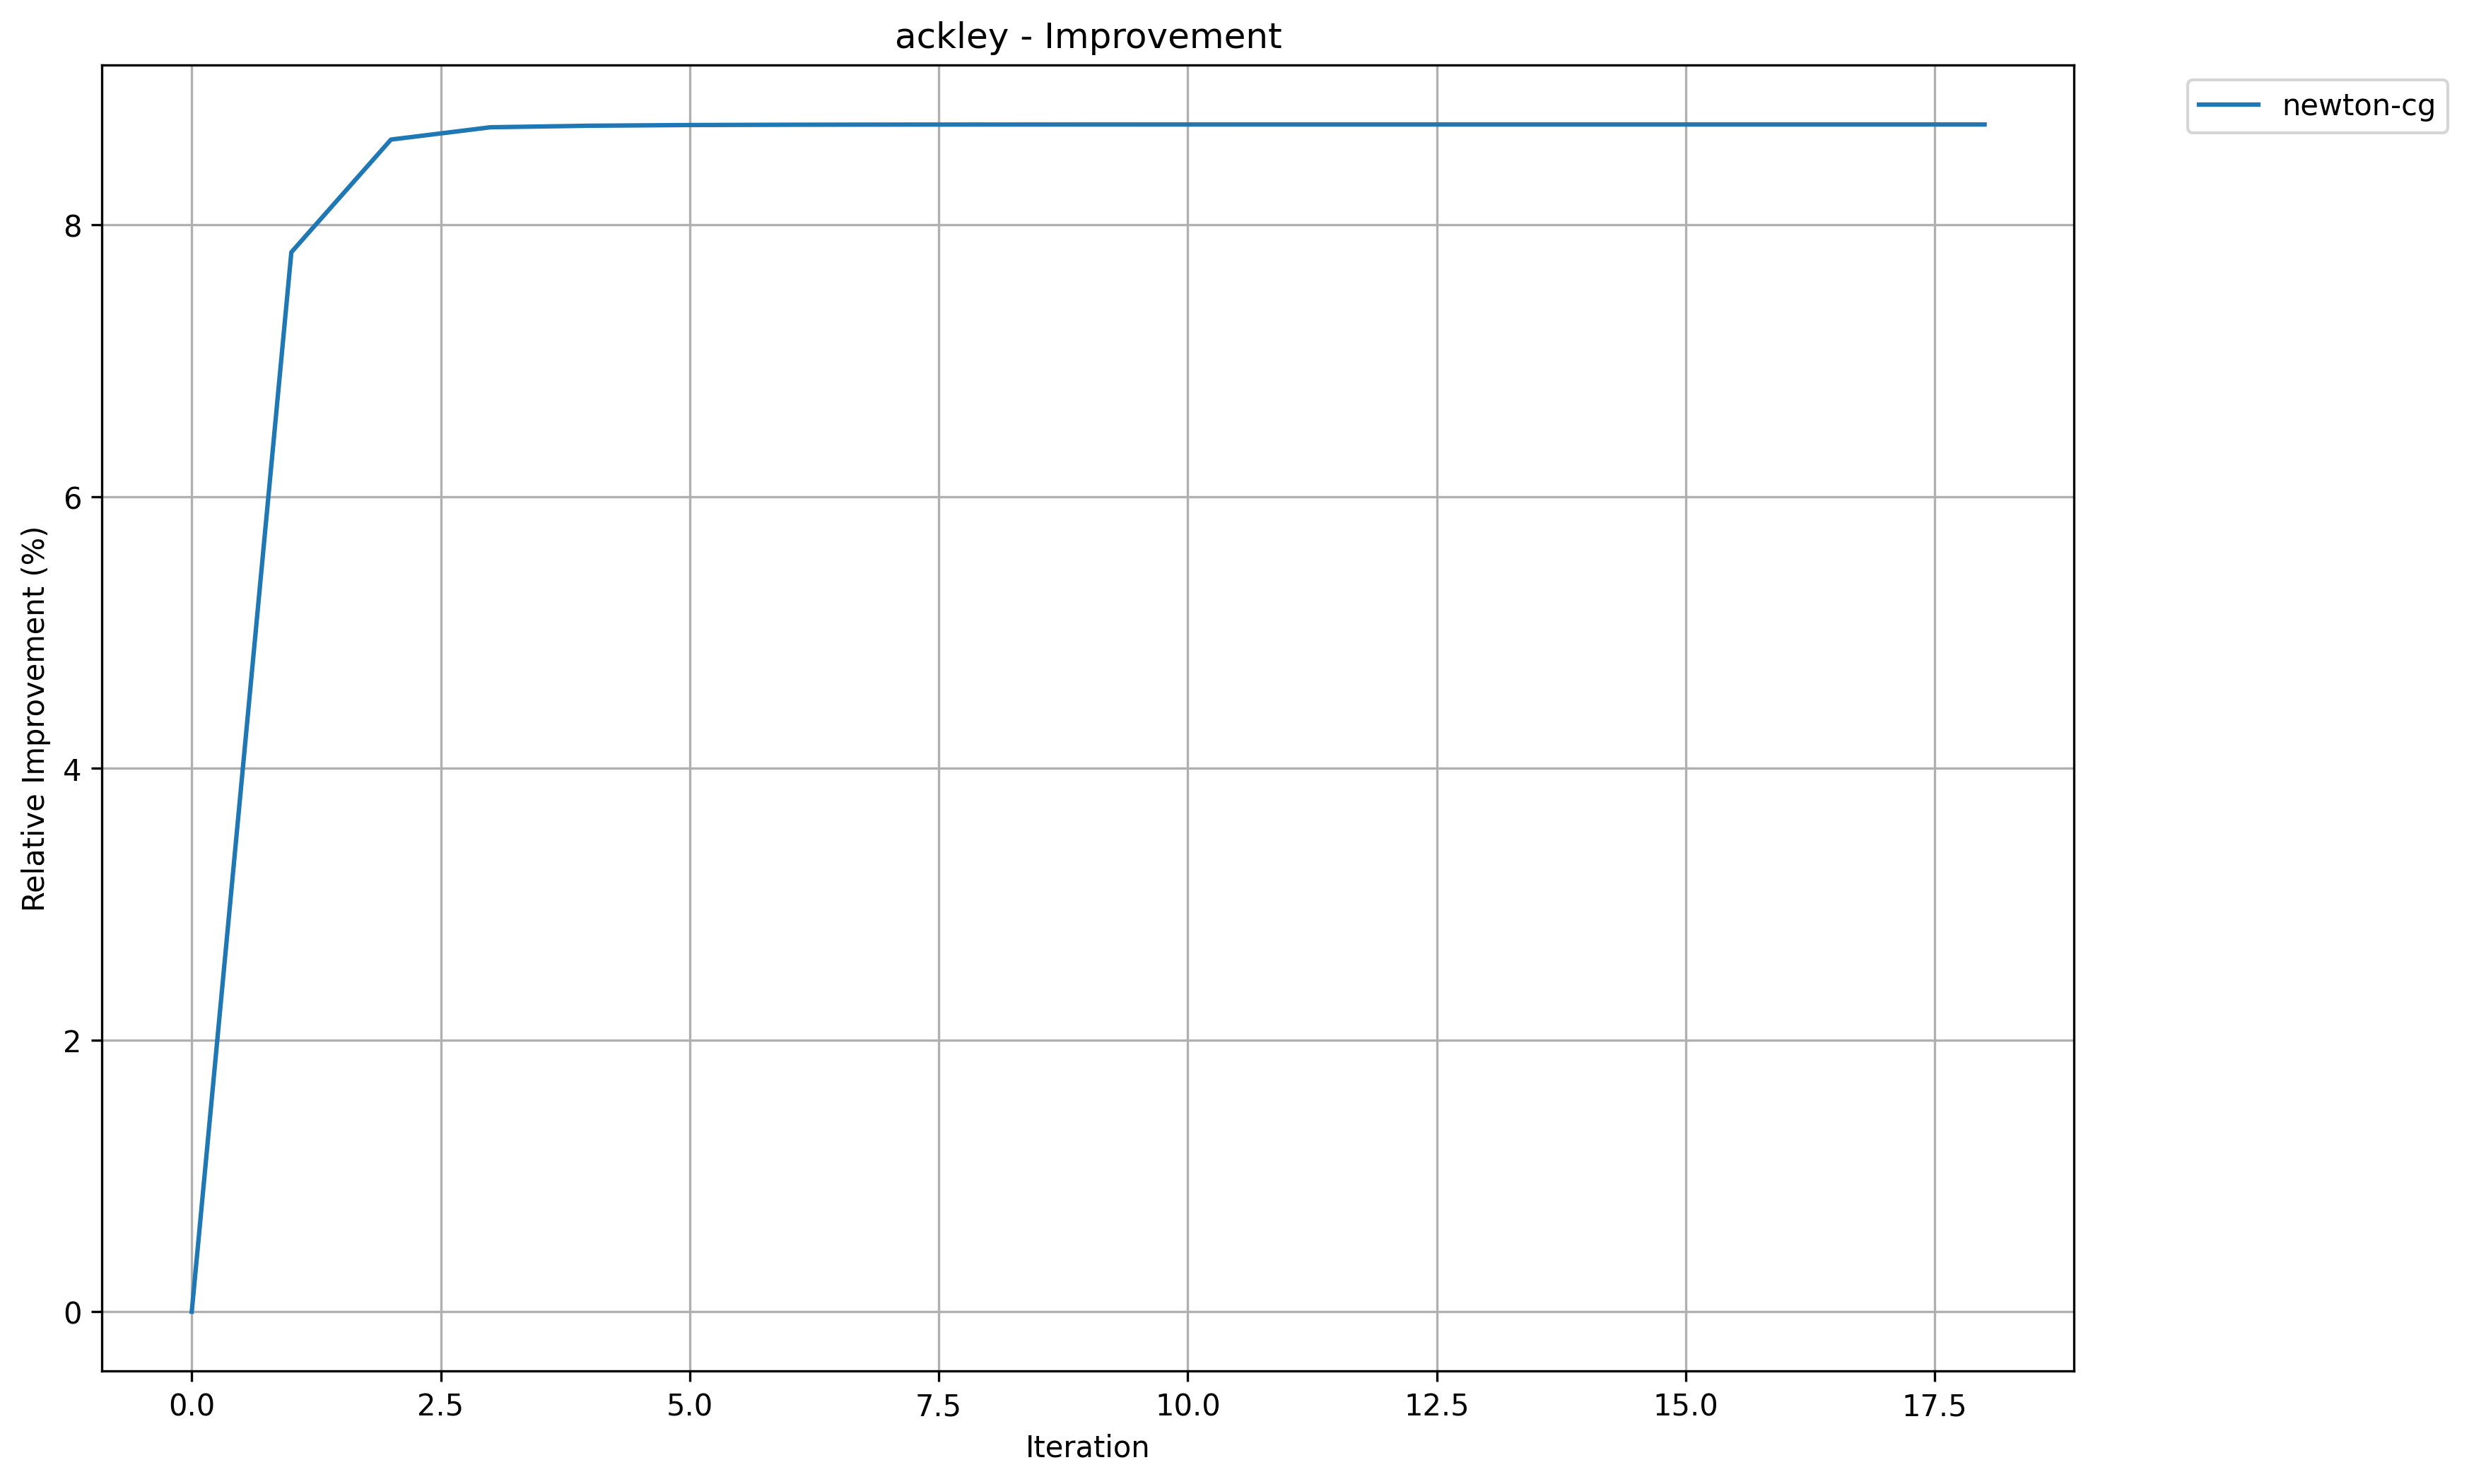 ackley - Improvement
newton-cg
Relative Improvement (%)
8
6
4
2
0
0.0 2.5 5.0 7.5 10.0 12.5 15.0 17.5
Iteration